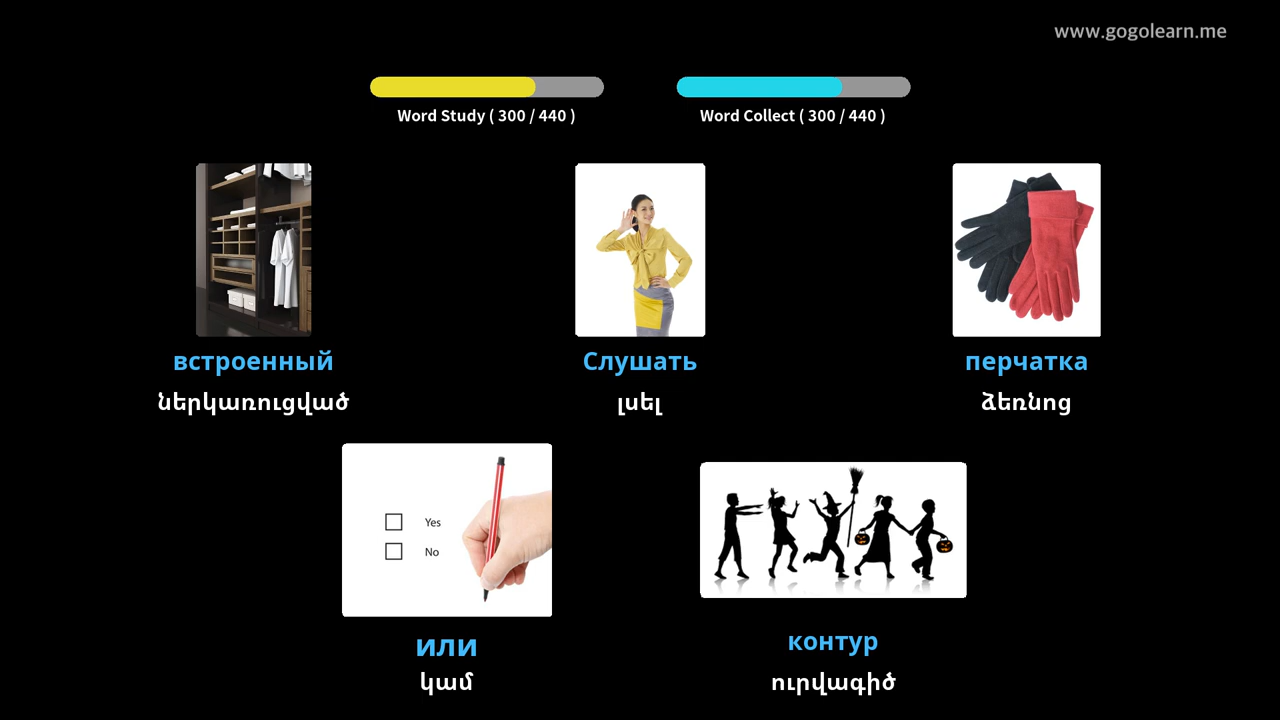 www.gogolearn.me
Word Study ( 300 / 440 )
Word Collect ( 300 / 440 )
встроенный
Слушать
перчатка
ներկառուցված
լսել
ձեռնոց
Yes
No
или
контур
կամ
ուրվագիծ